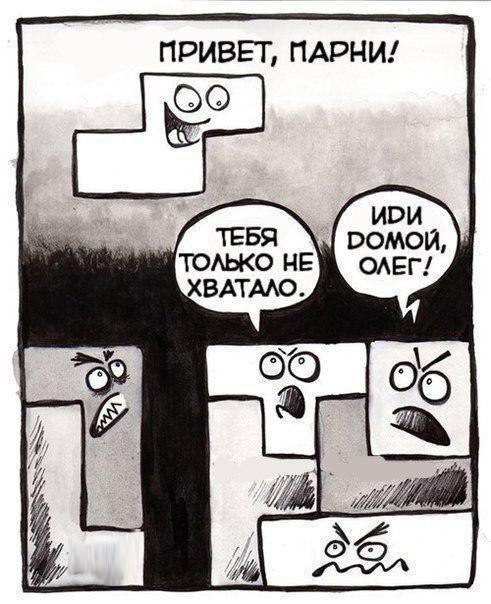 ПРИВЕТ, ПАРНИ!
ТЕБЯ
ТОЛЬКО НЕ
ХВАТАЛО.
ИДИ
ДОМОЙ,
ОЛЕГ!